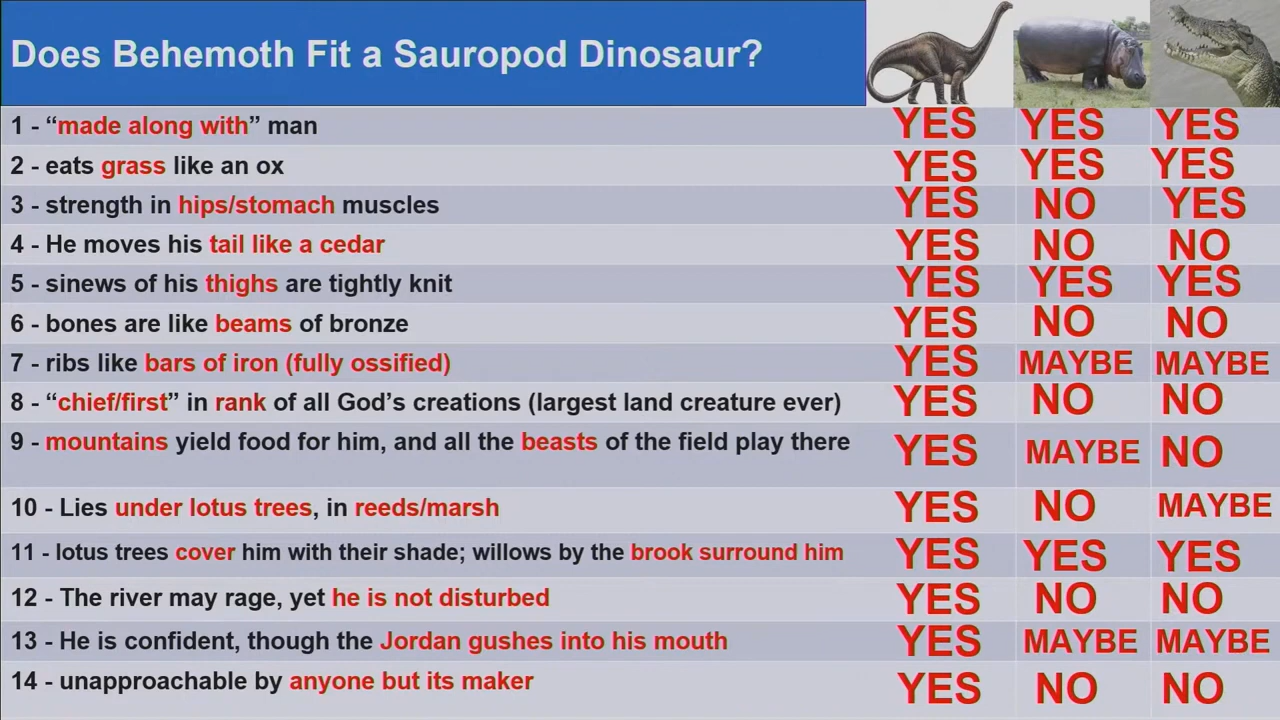 Does Behemoth Fit a Sauropod Dinosaur?
1 - “made along with” man YES YES YES
2 - eats grass like an ox YES YES YES
3 - strength in hips/stomach muscles YES NO YES
4 - He moves his tail like a cedar YES NO NO
5 - sinews of his thighs are tightly knit YES YES YES
6 - bones are like beams of bronze YES NO NO
7 - ribs like bars of iron (fully ossified) YES MAYBE MAYBE
8 - “chief/first” in rank of all God’s creations (largest land creature ever) YES NO NO
9 - mountains yield food for him, and all the beasts of the field play there YES MAYBE NO
10 - Lies under lotus trees, in reeds/marsh YES NO MAYBE
11 - lotus trees cover him with their shade; willows by the brook surround him YES YES YES
12 - The river may rage, yet he is not disturbed YES NO NO
13 - He is confident, though the Jordan gushes into his mouth YES MAYBE MAYBE
14 - unapproachable by anyone but its maker YES NO NO